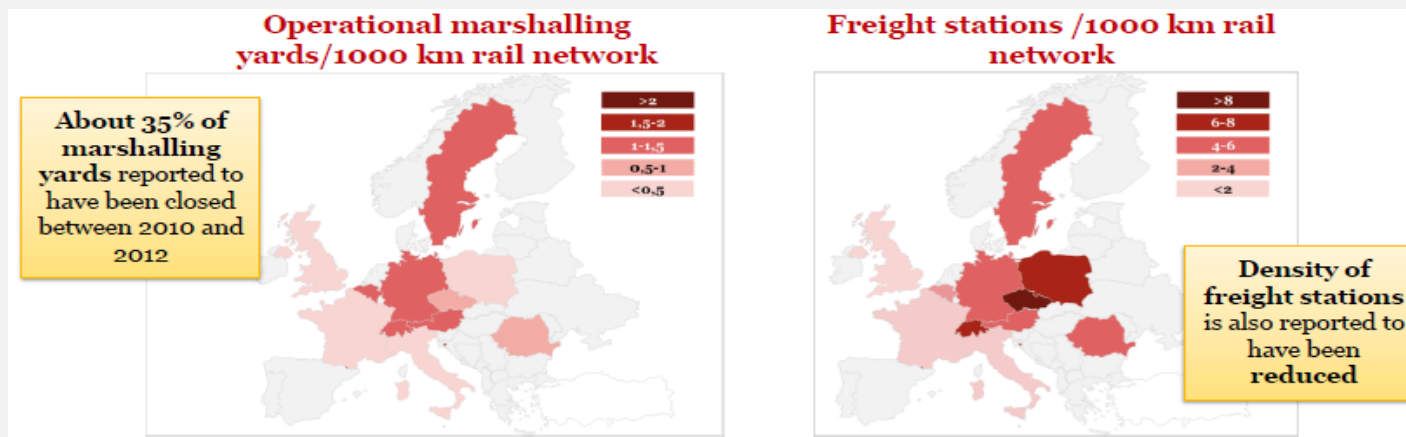 Operational marshalling
yards/1000 km rail network
>2
1,5-2
1-1,5
0,5-1
<0,5
About 35% of
marshalling
yards reported to
have been closed
between 2010 and
2012
Freight stations /1000 km rail
network
>8
6-8
4-6
2-4
<2
Density of
freight stations
is also reported to
have been
reduced